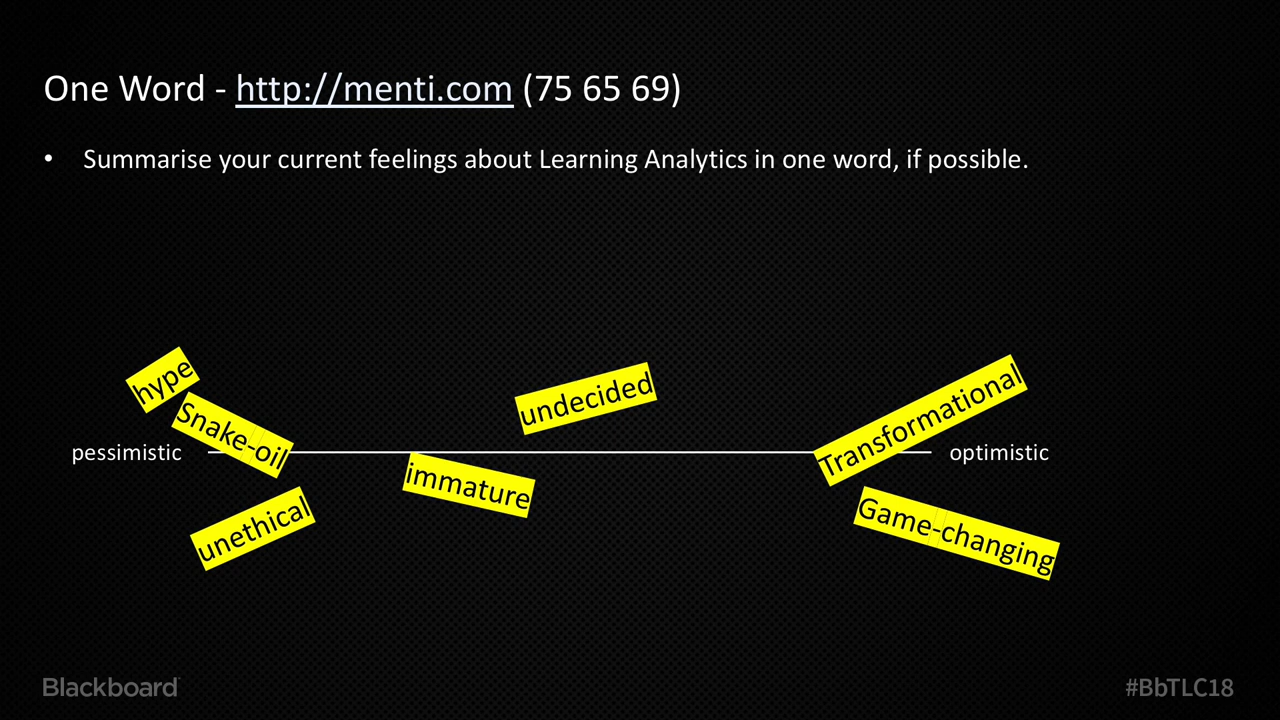 One Word - http://menti.com (75 65 69)
• Summarise your current feelings about Learning Analytics in one word, if possible.
hype
Snake-oil
undecided
Transformational
pessimistic
optimistic
immature
unethical
Game-changing
Blackboard
#BbTLC18